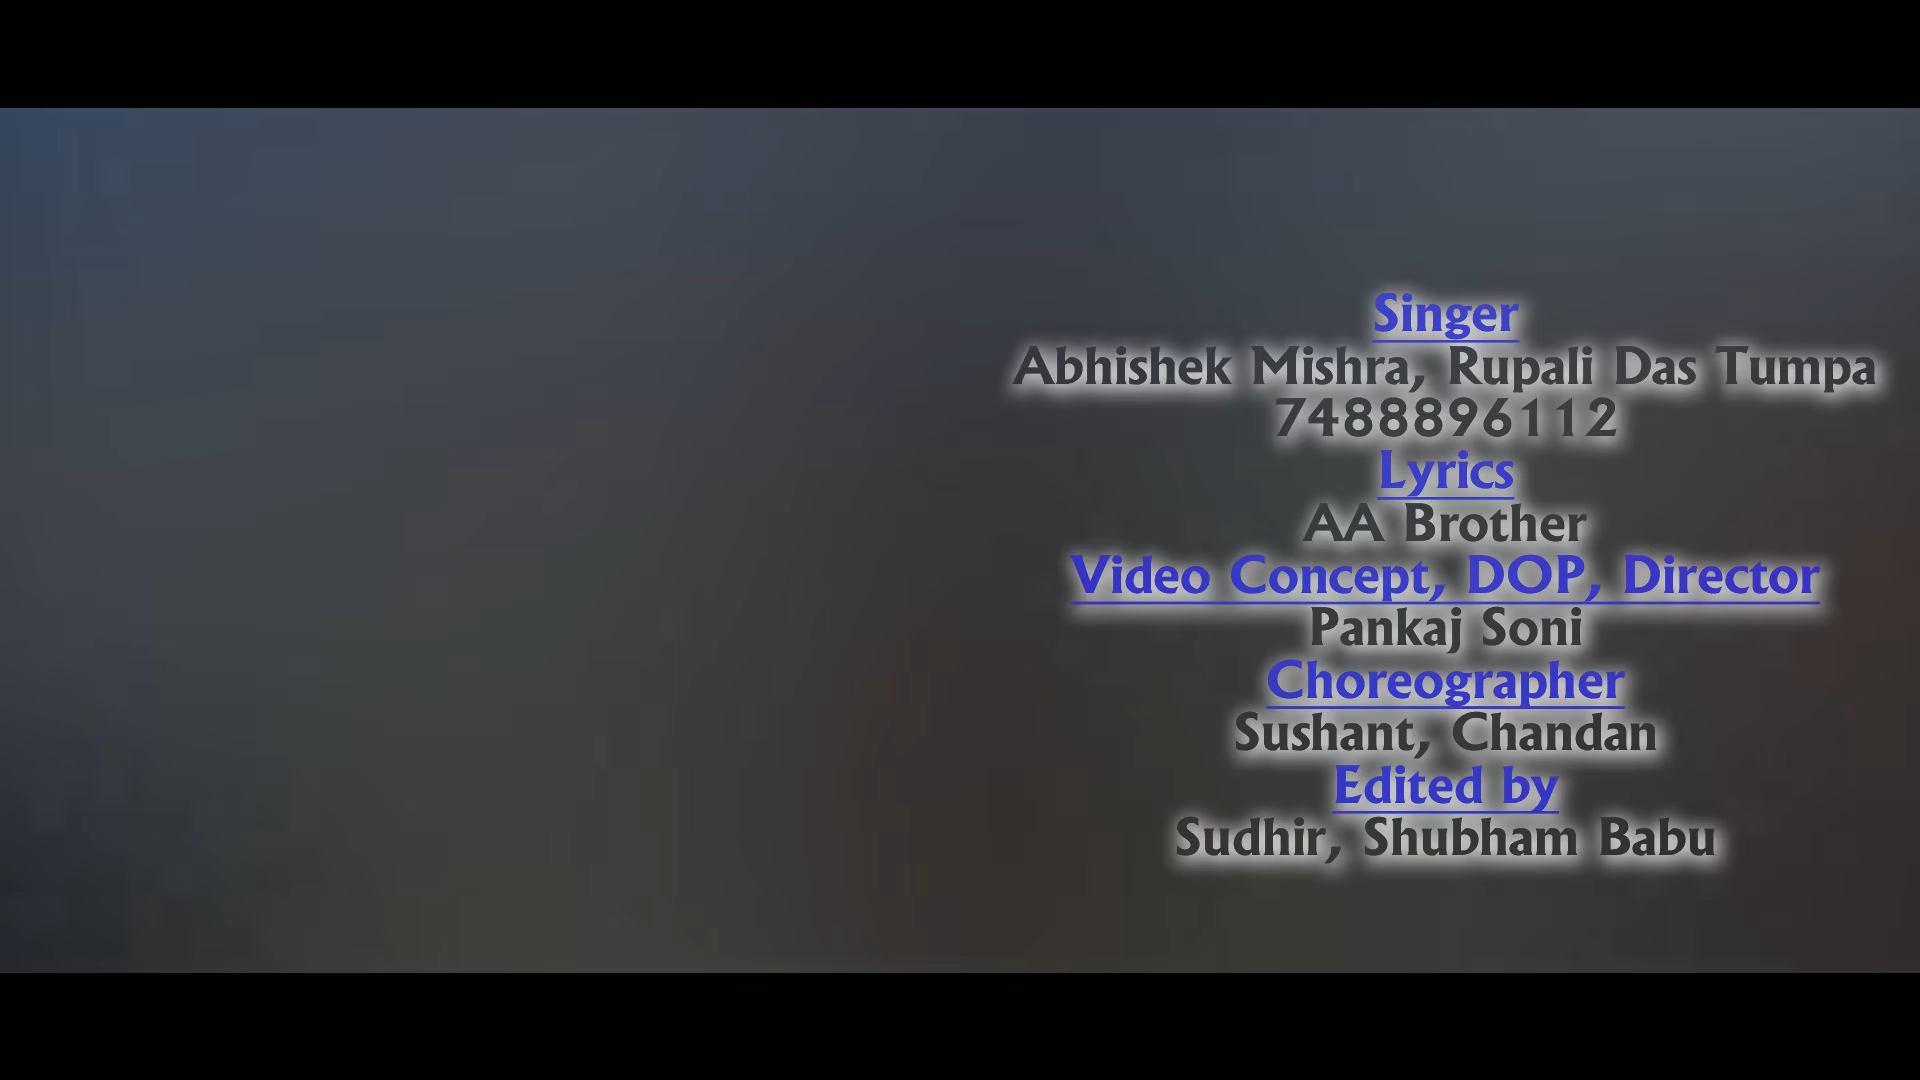 Singer
Abhishek Mishra, Rupali Das Tumpa
7488896112
Lyrics
AA Brother
Video Concept, DOP, Director
Pankaj Soni
Choreographer
Sushant, Chandan
Edited by
Sudhir, Shubham Babu